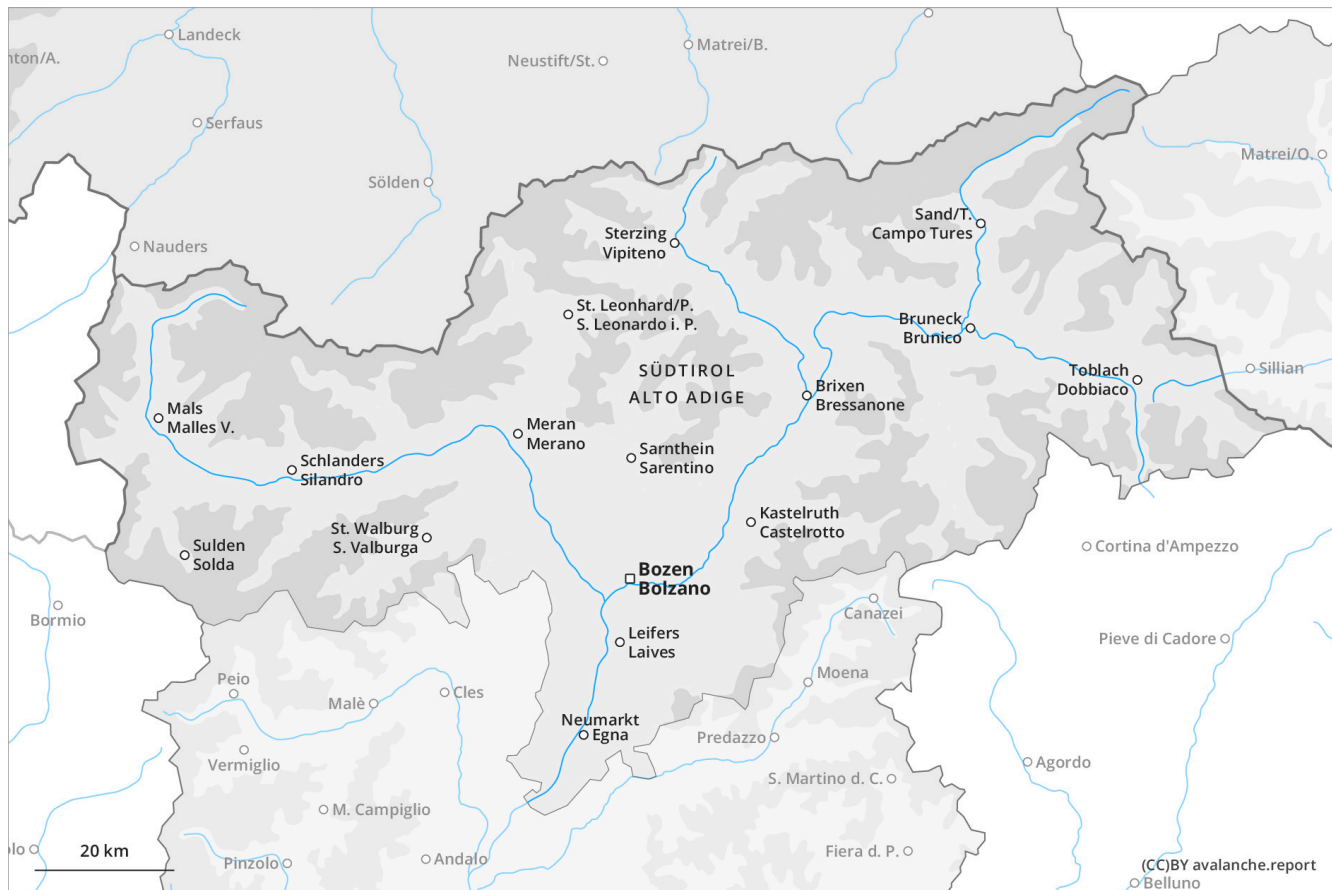 Landeck
Matrei/B.
nton/A.
Neustift/St.
Serfaus
Matrei/O.
Sölden
Sand/T.
Campo Tures
Sterzing
Vipiteno
Nauders
St. Leonhard/P.
S. Leonardo i. P.
Bruneck
Brunico
SÜDTIROL
ALTO ADIGE
Toblach
Dobbiaco
Sillian
Brixen
Bressanone
Mals
Malles V.
Meran
Merano
Sarnthein
Sarentino
Schlanders
Silandro
Kastelruth
Castelrotto
St. Walburg
S. Valburga
Sulden
Solda
Cortina d'Ampezzo
Bozen
Bolzano
Bormio
Canazei
Leifers
Laives
Pieve di Cadore
Peio
Malè
Cles
Moena
Neumarkt
Egna
Predazzo
Vermiglio
Agordo
S. Martino d. C.
M. Campiglio
olo
20 km
Pinzolo
Andalo
Fiera d. P.
(CC)BY avalanche.report
Belluno